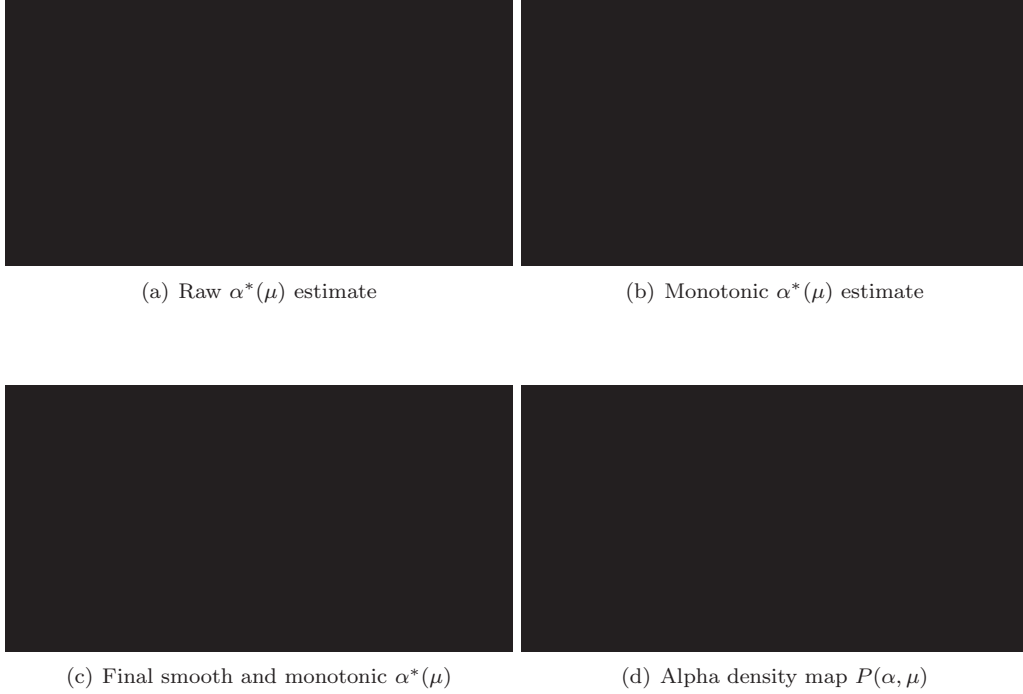 (a) Raw α*(μ) estimate
(b) Monotonic α*(μ) estimate
(c) Final smooth and monotonic α*(μ)
(d) Alpha density map P(α, μ)